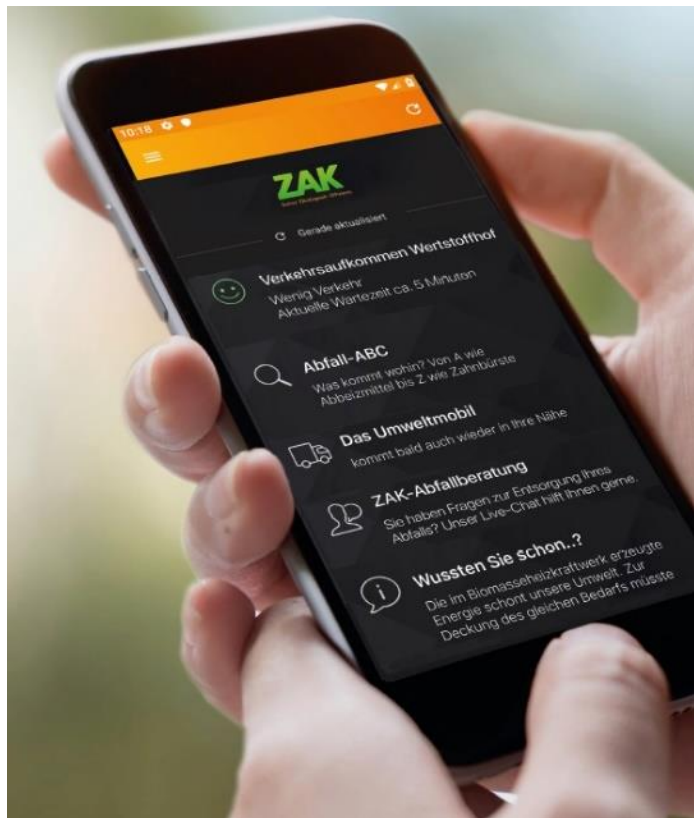 10:18
ZAK
Gerade aktualisiert
Verkehrsaufkommen Wertstoffhof
Wenig Verkehr
Aktuelle Wartezeit ca. 5 Minuten
Abfall-ABC
Was kommt wohin? Von A wie
Abbeizmittel bis Z wie Zahnbürste
Das Umweltmobil
kommt bald auch wieder in Ihre Nähe
ZAK-Abfallberatung
Sie haben Fragen zur Entsorgung Ihres
Abfalls? Unser Live-Chat hilft Ihnen gerne.
Wussten Sie schon..?
Die im Biomasseheizkraftwerk erzeugte
Energie schont unsere Umwelt. Zur
Deckung des gleichen Bedarfs müsste